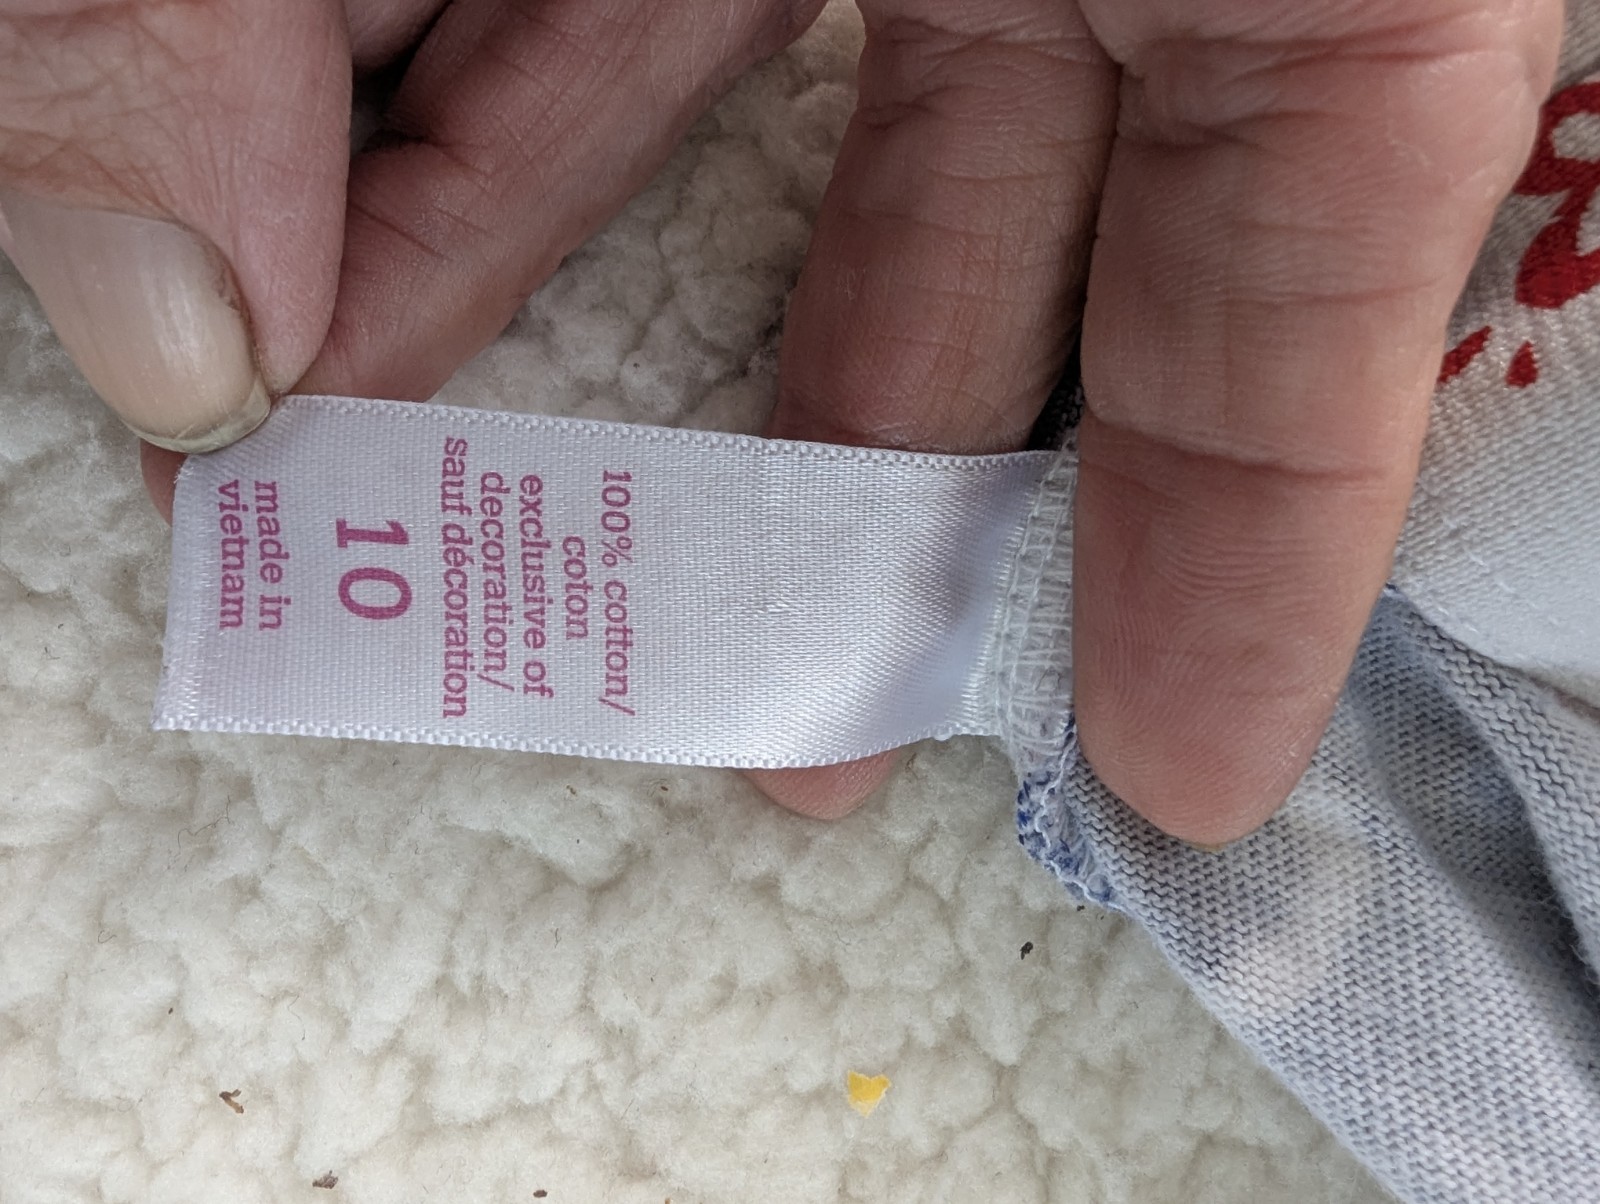 100% cotton/
coton
exclusive of
decoration/
sauf décoration
10
made in
vietnam